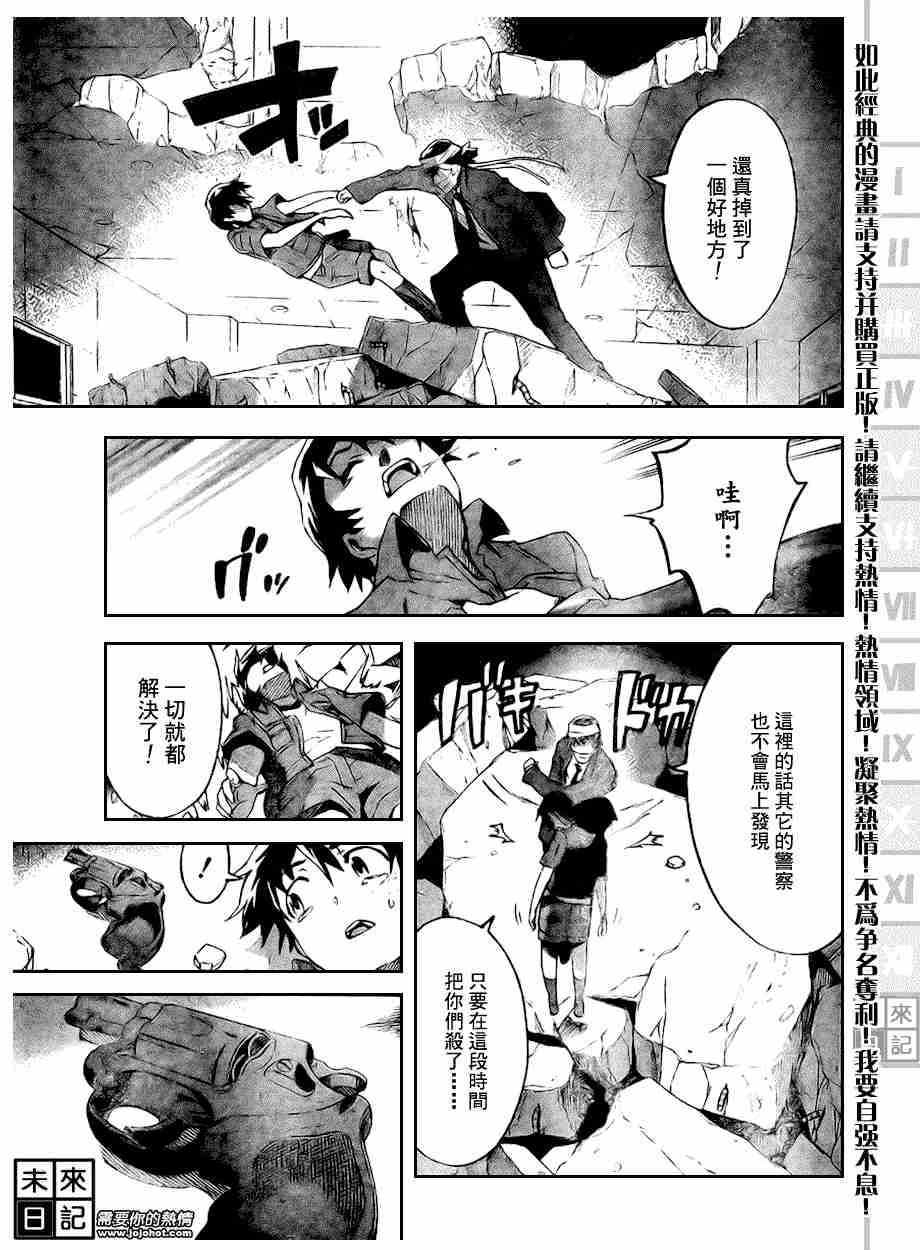 還真掉到了
一個好地方！
ギォ
哇啊…
グイ
這裡的話其它的警察
也不會馬上發現
ドカ
バキ
只要在這段時間
把你們殺了……
一切就都
解決了！
！
未來
日記
需要你的熱情
www.jojohot.com
如此經典的漫畫請支持并購買正版！請繼續支持熱情！熱情領域！凝聚熱情！不爲爭名奪利！我要自强不息！
I
II
III
IV
V
VI
VII
VIII
IX
X
XI
來
記